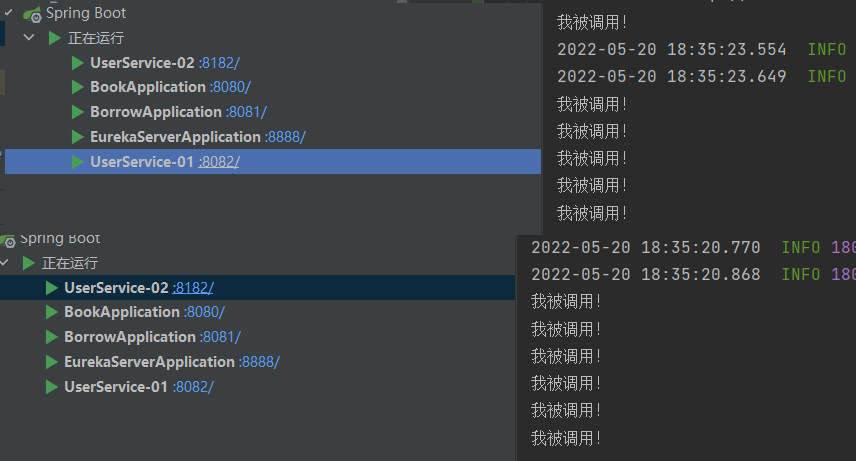 Spring Boot
正在运行
UserService-02 :8182/
BookApplication :8080/
BorrowApplication :8081/
EurekaServerApplication :8888/
UserService-01 :8082/
我被调用!
2022-05-20 18:35:23.554 INFO
2022-05-20 18:35:23.649 INFO
我被调用!
我被调用!
我被调用!
我被调用!
我被调用!
Spring Boot
正在运行
UserService-02 :8182/
BookApplication :8080/
BorrowApplication :8081/
EurekaServerApplication :8888/
UserService-01 :8082/
2022-05-20 18:35:20.770 INFO 180
2022-05-20 18:35:20.868 INFO 180
我被调用!
我被调用!
我被调用!
我被调用!
我被调用!
我被调用!